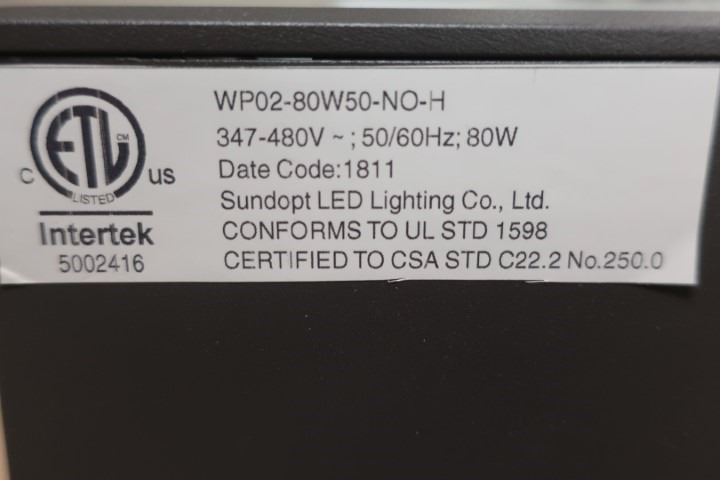 ETL CM
C US
LISTED
Intertek
5002416
WP02-80W50-NO-H
347-480V ~ ; 50/60Hz; 80W
Date Code:1811
Sundopt LED Lighting Co., Ltd.
CONFORMS TO UL STD 1598
CERTIFIED TO CSA STD C22.2 No.250.0